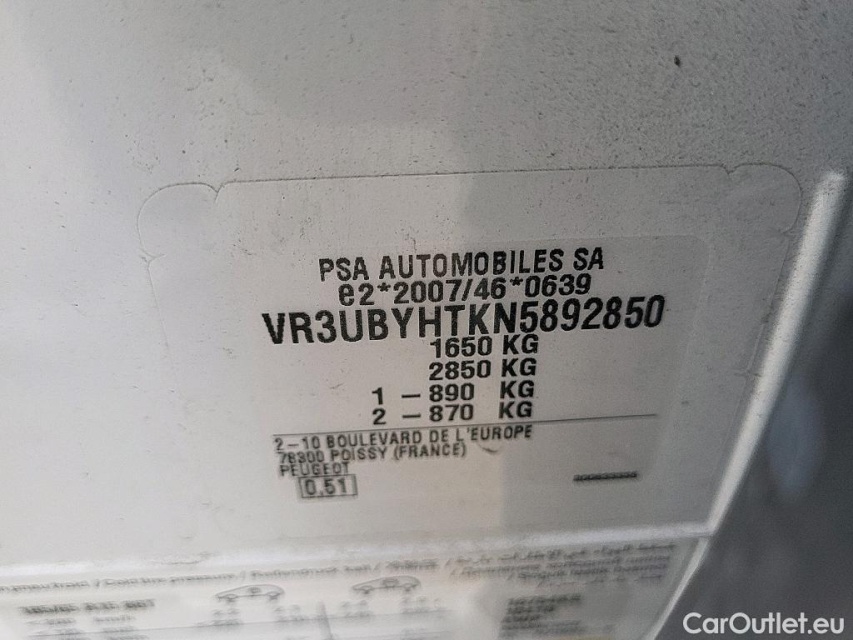 PSA AUTOMOBILES SA
e2*2007/46*0639
VR3UBYHTKN5892850
1650 KG
2850 KG
1 – 890 KG
2 – 870 KG
2-10 BOULEVARD DE L'EUROPE
78300 POISSY (FRANCE)
PEUGEOT
0.51
CarOutlet.eu